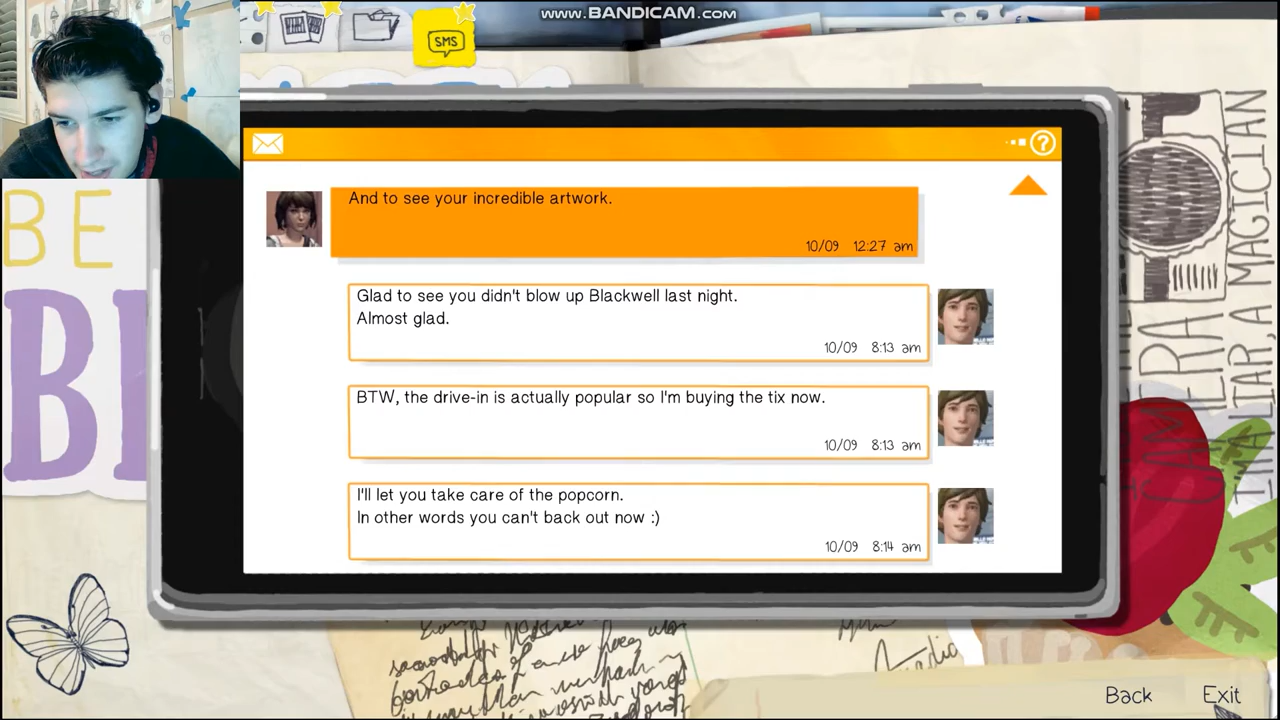 www.BANDICAM.com
SMS
And to see your incredible artwork.
10/09 12:27 am
Glad to see you didn't blow up Blackwell last night.
Almost glad.
10/09 8:13 am
BTW, the drive-in is actually popular so I'm buying the tix now.
10/09 8:13 am
I'll let you take care of the popcorn.
In other words you can't back out now :)
10/09 8:14 am
?
BE
CAMERA
MAGICIAN
Back Exit